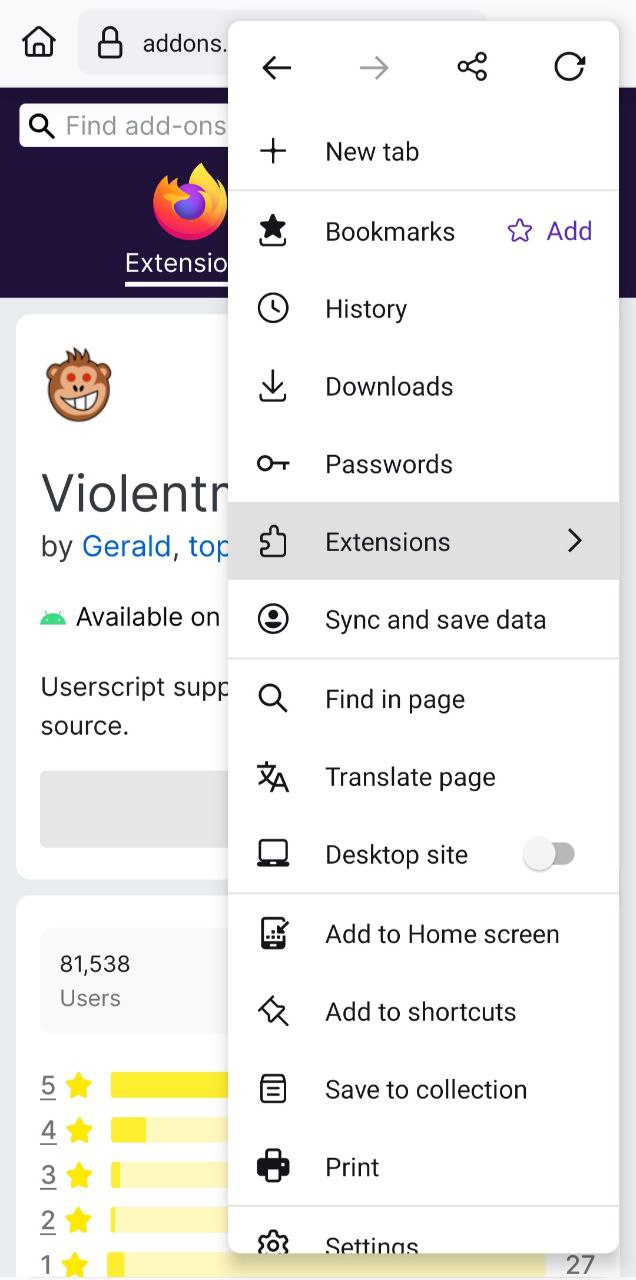 addons.
Find add-ons
Extensio
New tab
Bookmarks
Add
History
Downloads
Passwords
Extensions
Sync and save data
Find in page
Translate page
Desktop site
Add to Home screen
Add to shortcuts
Save to collection
Print
Settings
Violentm
by Gerald, top
Available on
Userscript supp
source.
81,538
Users
5
4
3
2
1
27